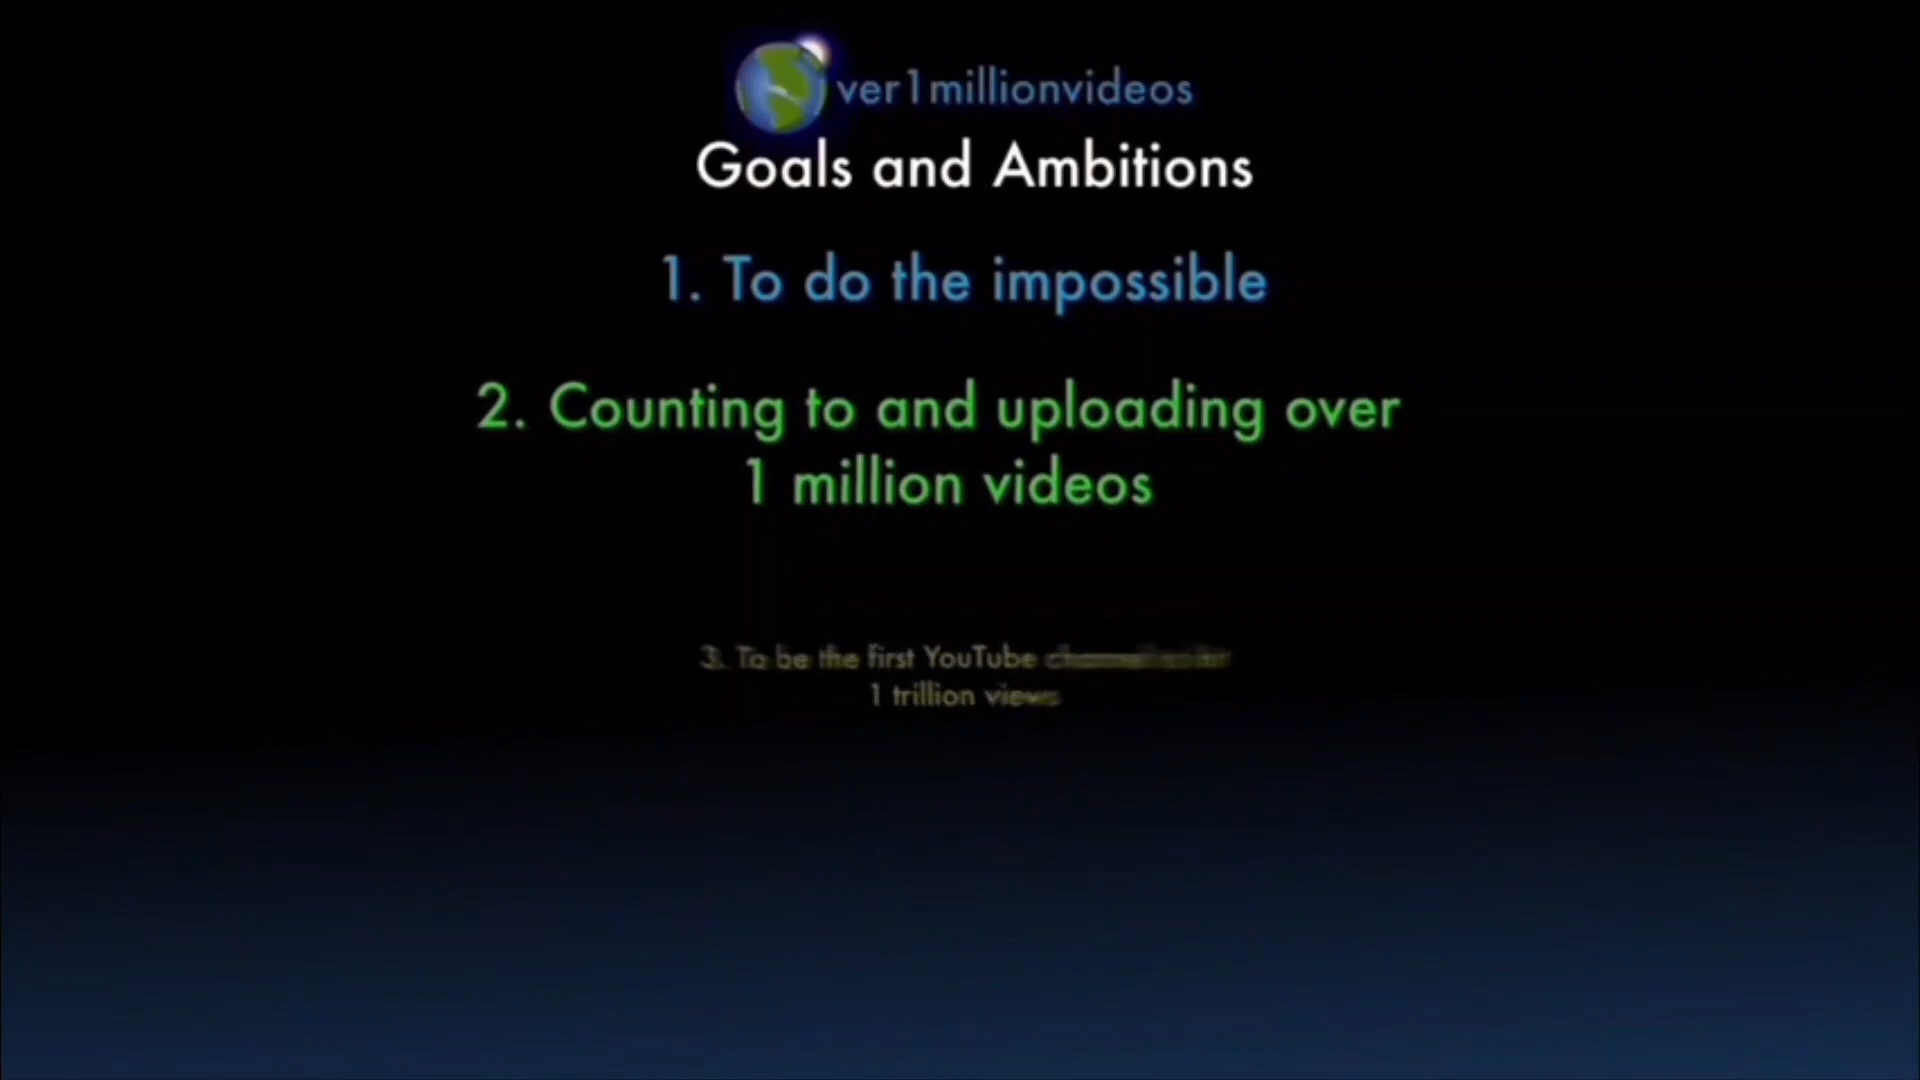 ver1millionvideos
Goals and Ambitions
1. To do the impossible
2. Counting to and uploading over
1 million videos
3. To be the first YouTube
1 trillion views